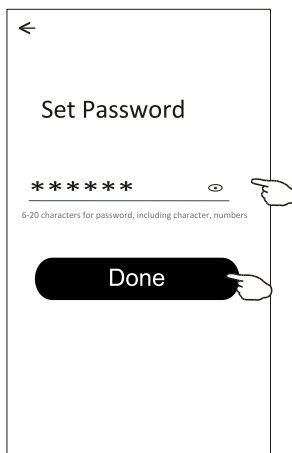 Set Password
******
6-20 characters for password, including character, numbers
Done